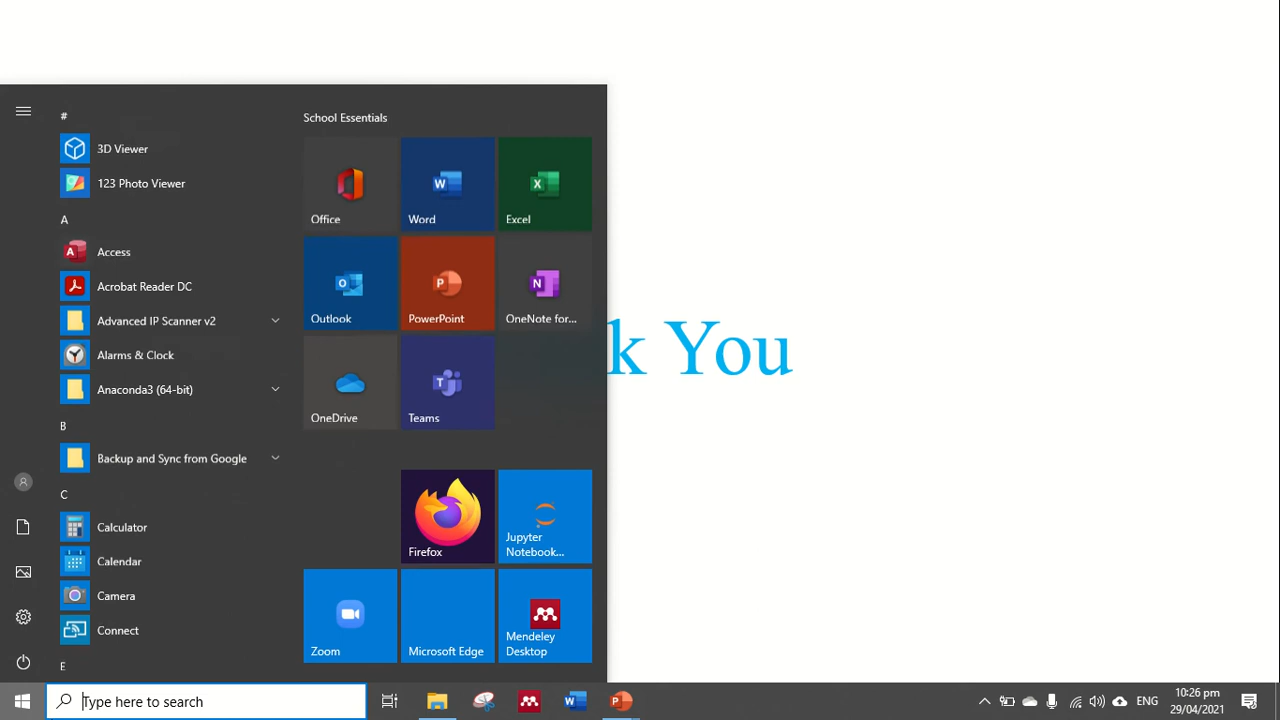 #
3D Viewer
123 Photo Viewer
A
Access
Acrobat Reader DC
Advanced IP Scanner v2
Alarms & Clock
Anaconda3 (64-bit)
B
Backup and Sync from Google
C
Calculator
Calendar
Camera
Connect
E
School Essentials
Office
Word
Excel
Outlook
PowerPoint
OneNote for...
OneDrive
Teams
Firefox
Jupyter
Notebook...
Zoom
Microsoft Edge
Mendeley
Desktop
k You
Type here to search
ENG
10:26 pm
29/04/2021